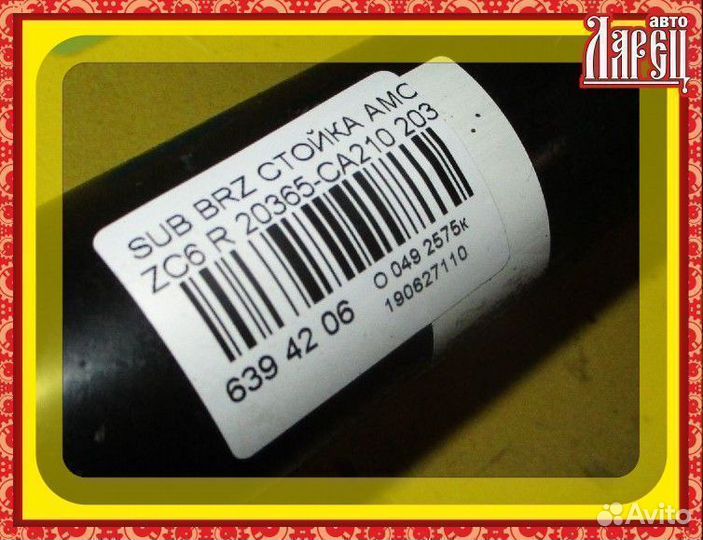 авто
Ларец
SUB BRZ СТОЙКА АМС
ZC6 R 20365-CA210 203
639 42 06
О 049 2575к
190627110
Avito